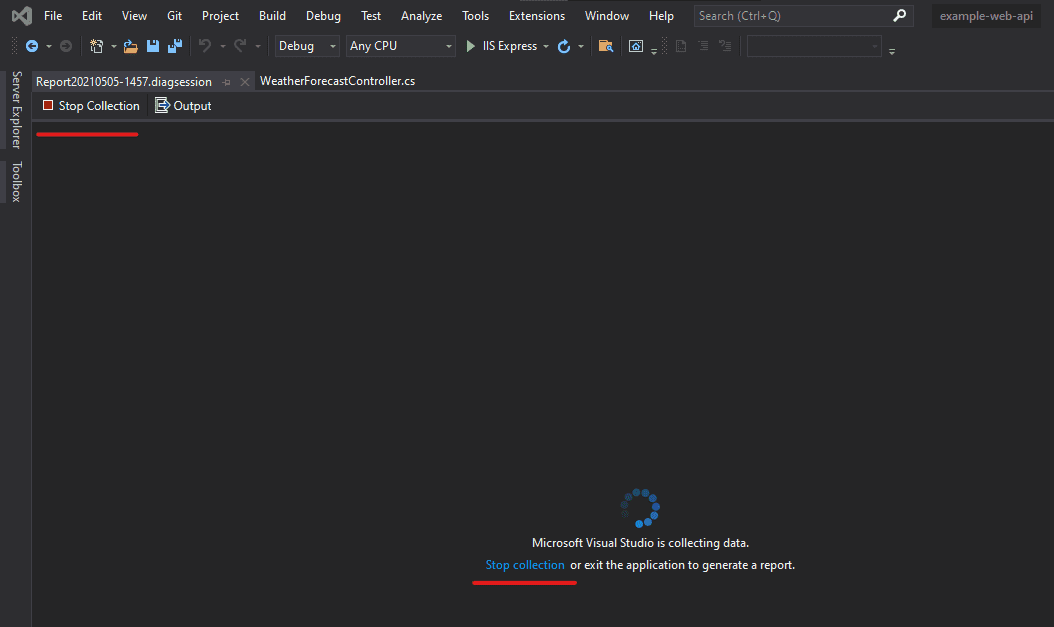 File Edit View Git Project Build Debug Test Analyze Tools Extensions Window Help Search (Ctrl+Q) example-web-api
Debug Any CPU IIS Express
Report20210505-1457.diagsession WeatherForecastController.cs
Stop Collection Output
Server Explorer
Toolbox
Microsoft Visual Studio is collecting data.
Stop collection or exit the application to generate a report.